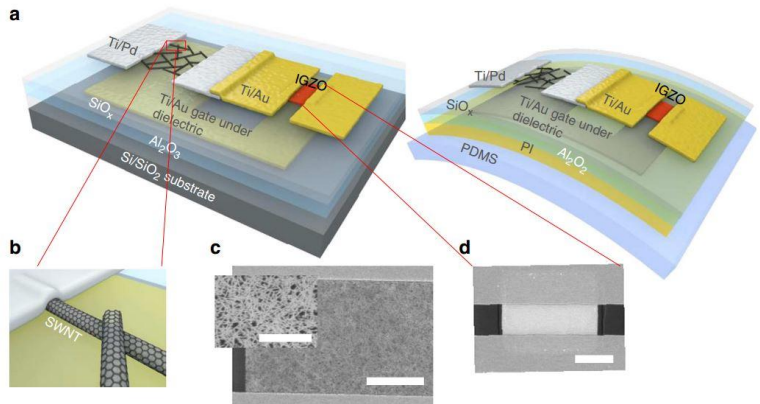 a
Ti/Pd
IGZO
Ti/Au
Ti/Au gate under
dielectric
SiOx
Al2O3
Si/SiO2 substrate
Ti/Pd
IGZO
Ti/Au
Ti/Au gate under
dielectric
SiOx
Al2O2
PI
PDMS
b
SWNT
c
d